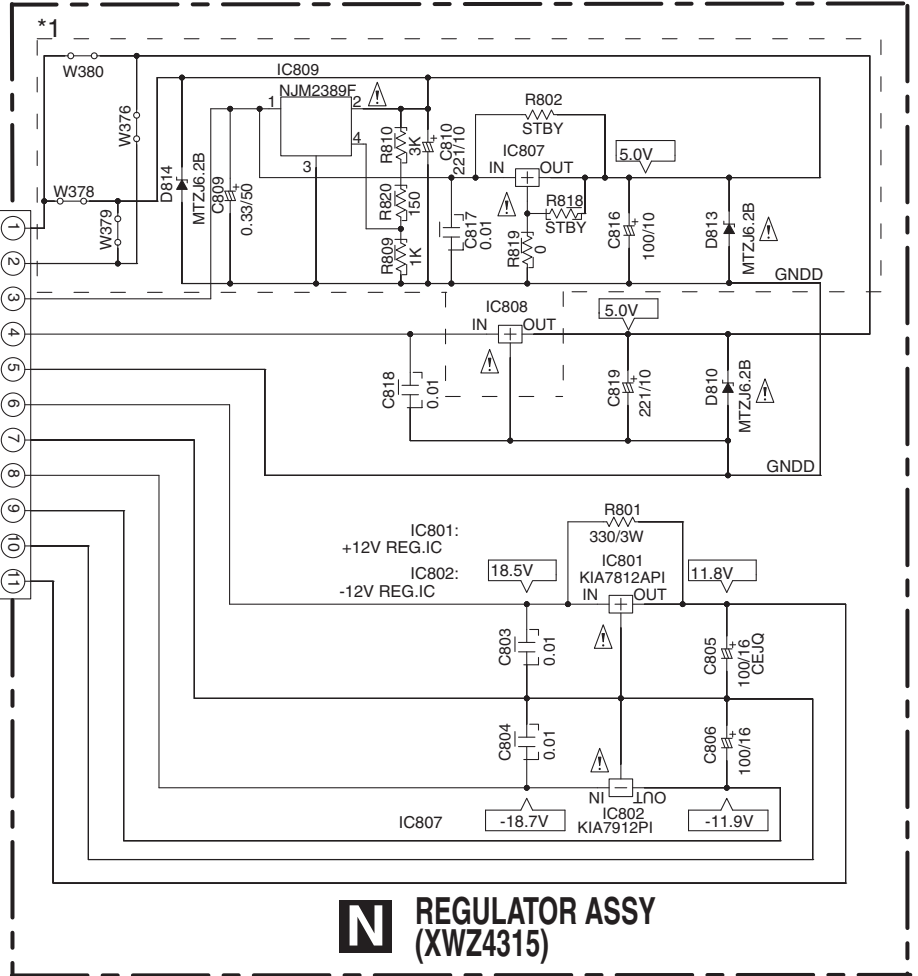 *1
W380
W376
W378
W379
D814
MTZJ6.2B
C809
0.33/50
IC809
NJM2389F
1
2
3
4
R810
3K
R820
150
R809
1K
C810
221/10
C817
0.01
R802
STBY
IC807
IN
OUT
R818
STBY
R819
0
5.0V
C816
100/10
D813
MTZJ6.2B
GNDD
1
2
3
4
5
6
7
8
9
10
11
IC808
IN
OUT
C818
0.01
5.0V
C819
221/10
D810
MTZJ6.2B
GNDD
IC801:
+12V REG.IC
IC802:
-12V REG.IC
R801
330/3W
IC801
KIA7812API
IN
OUT
18.5V
11.8V
C803
0.01
C805
100/16
CEJQ
C804
0.01
C806
100/16
IN
OUT
IC802
KIA7912PI
IC807
-18.7V
-11.9V
N
REGULATOR ASSY
(XWZ4315)